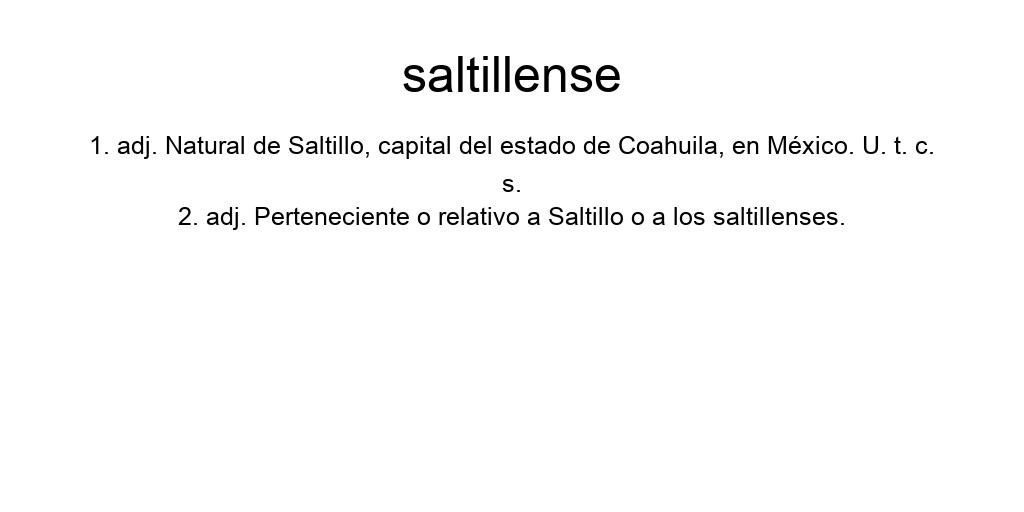 saltillense
1. adj. Natural de Saltillo, capital del estado de Coahuila, en México. U. t. c.
s.
2. adj. Perteneciente o relativo a Saltillo o a los saltillenses.